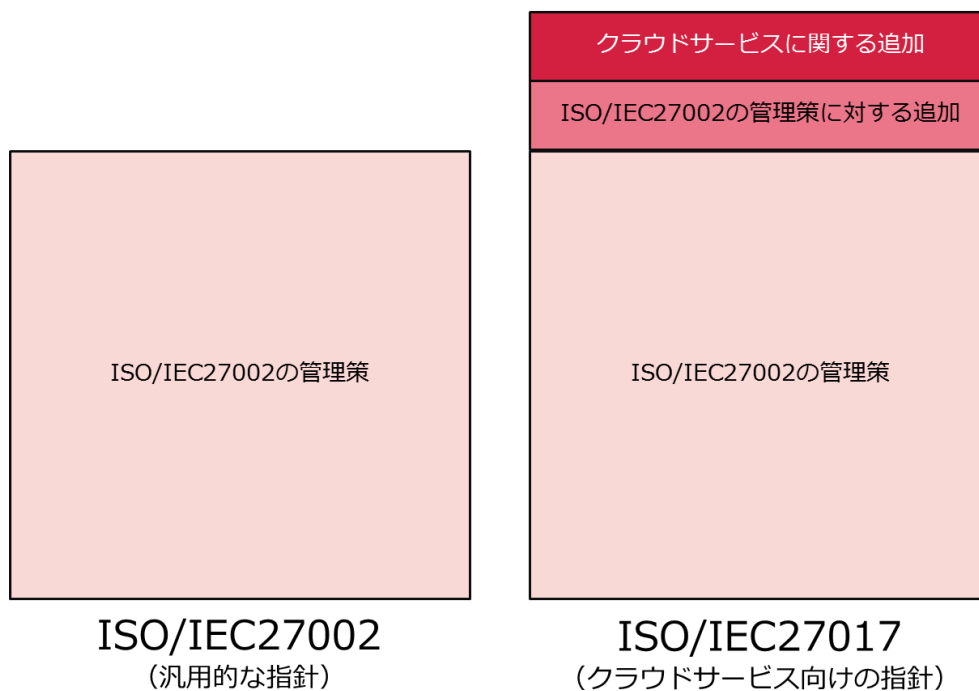 クラウドサービスに関する追加
ISO/IEC27002の管理策に対する追加
ISO/IEC27002の管理策
ISO/IEC27002の管理策
ISO/IEC27002
(汎用的な指針)
ISO/IEC27017
(クラウドサービス向けの指針)